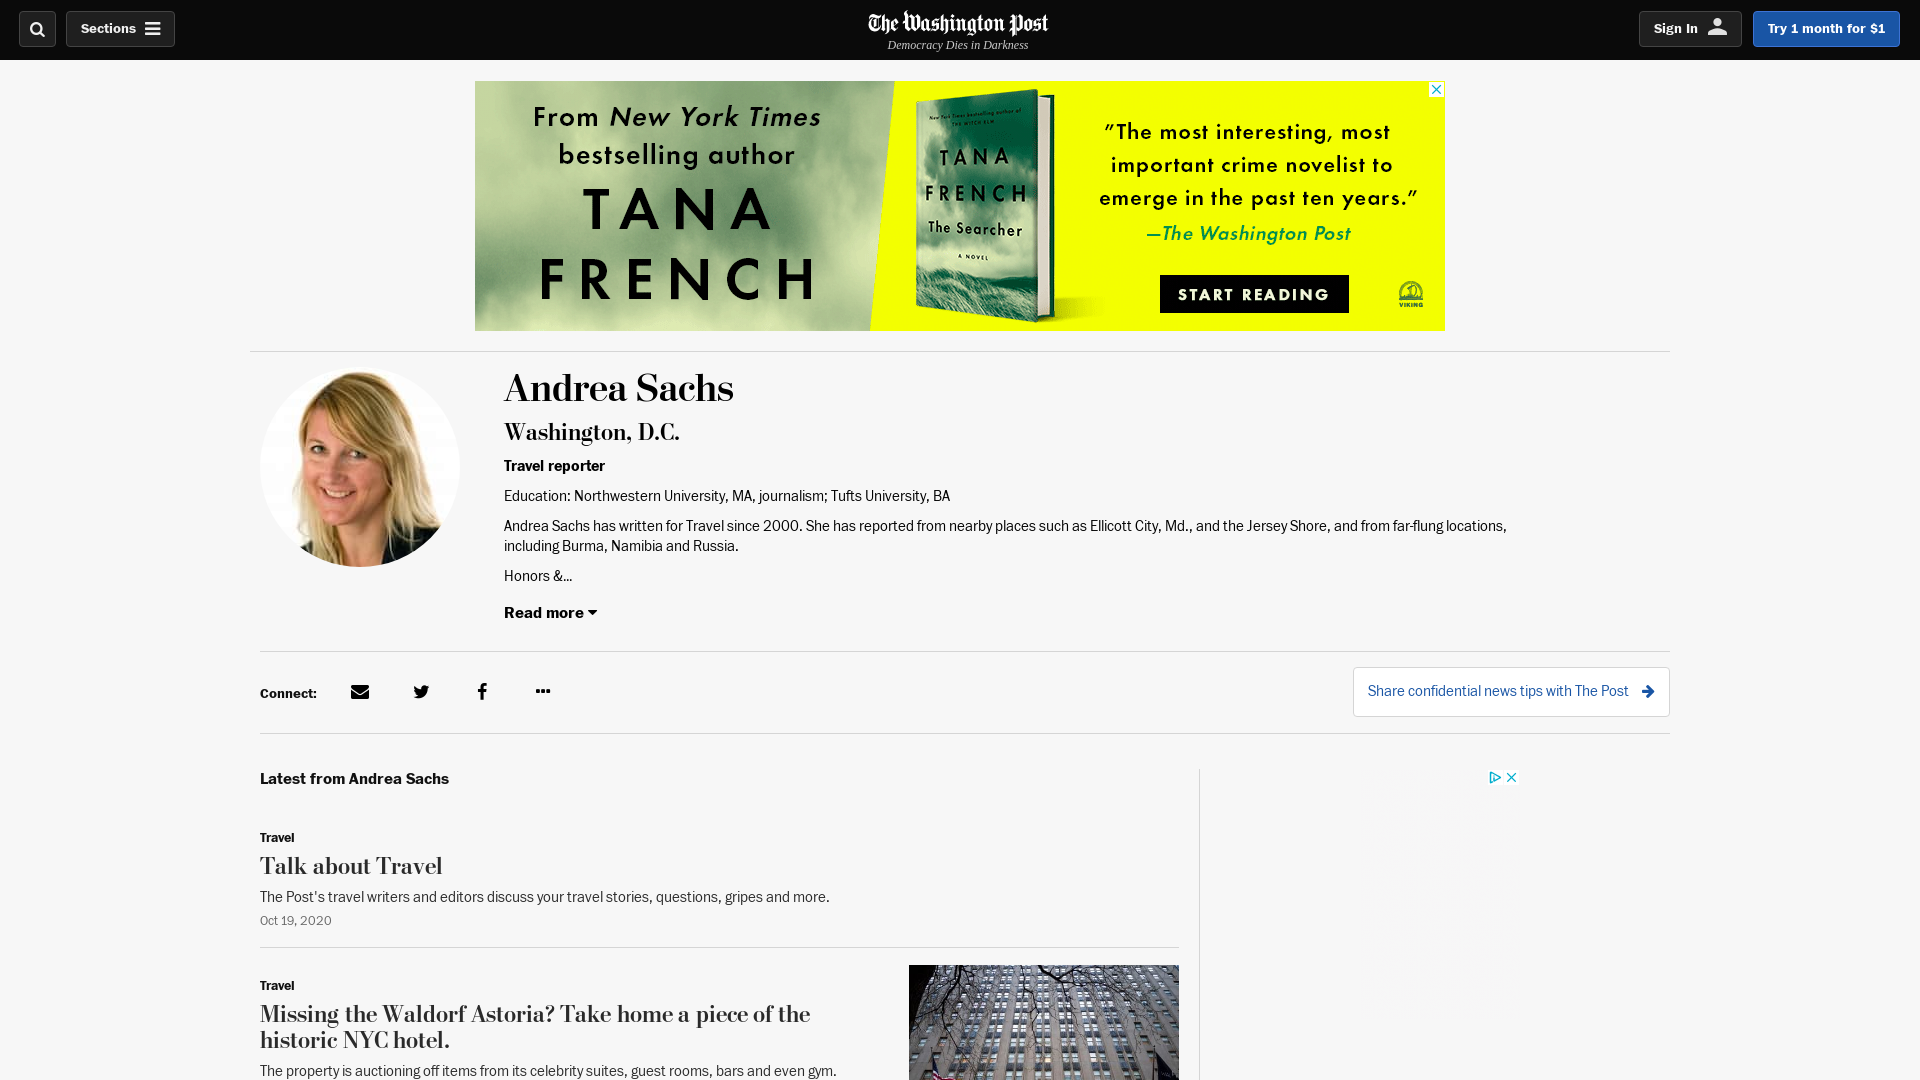 Sections
The Washington Post
Democracy Dies in Darkness
Sign In
Try 1 month for $1
From New York Times
bestselling author
TANA
FRENCH
New York Times bestselling author of
THE WITCH ELM
TANA
FRENCH
The Searcher
A NOVEL
"The most interesting, most
important crime novelist to
emerge in the past ten years."
—The Washington Post
START READING
VIKING
Andrea Sachs
Washington, D.C.
Travel reporter
Education: Northwestern University, MA, journalism; Tufts University, BA
Andrea Sachs has written for Travel since 2000. She has reported from nearby places such as Ellicott City, Md., and the Jersey Shore, and from far-flung locations,
including Burma, Namibia and Russia.
Honors &...
Read more
Connect:
Share confidential news tips with The Post
Latest from Andrea Sachs
Travel
Talk about Travel
The Post's travel writers and editors discuss your travel stories, questions, gripes and more.
Oct 19, 2020
Travel
Missing the Waldorf Astoria? Take home a piece of the
historic NYC hotel.
The property is auctioning off items from its celebrity suites, guest rooms, bars and even gym.